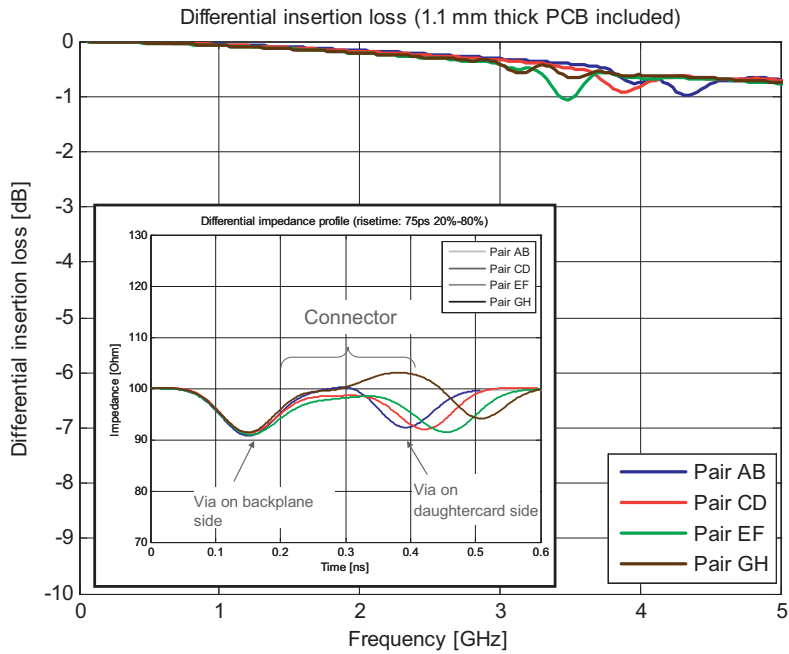 Differential insertion loss (1.1 mm thick PCB included)
Differential insertion loss [dB]
0
-1
-2
-3
-4
-5
-6
-7
-8
-9
-10
0
1
2
3
4
5
Frequency [GHz]
Pair AB
Pair CD
Pair EF
Pair GH
Differential impedance profile (risetime: 75ps 20%-80%)
Impedance [Ohm]
130
120
110
100
90
80
70
0
0.1
0.2
0.3
0.4
0.5
0.6
Time [ns]
Pair AB
Pair CD
Pair EF
Pair GH
Connector
Via on backplane
side
Via on
daughtercard side